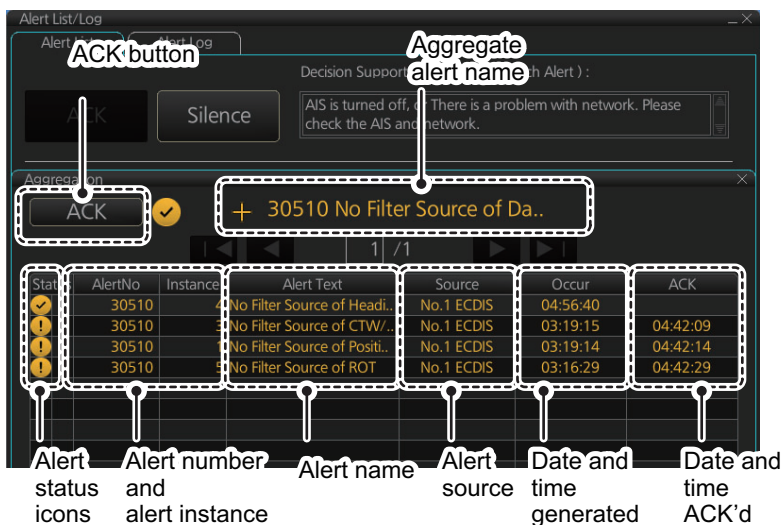 Alert List/Log
Alert Log
ACK button
Aggregate
alert name
Decision Support
AIS is turned off, or There is a problem with network. Please
check the AIS and network.
ACK
Silence
Aggregation
ACK
+ 30510 No Filter Source of Da..
1 /1
Status AlertNo Instance Alert Text Source Occur ACK
30510 4 No Filter Source of Headi.. No.1 ECDIS 04:56:40
30510 3 No Filter Source of CTW/.. No.1 ECDIS 03:19:15 04:42:09
30510 1 No Filter Source of Positi.. No.1 ECDIS 03:19:14 04:42:14
30510 5 No Filter Source of ROT No.1 ECDIS 03:16:29 04:42:29
Alert
status
icons
Alert number
and
alert instance
Alert name
Alert
source
Date and
time
generated
Date and
time
ACK’d